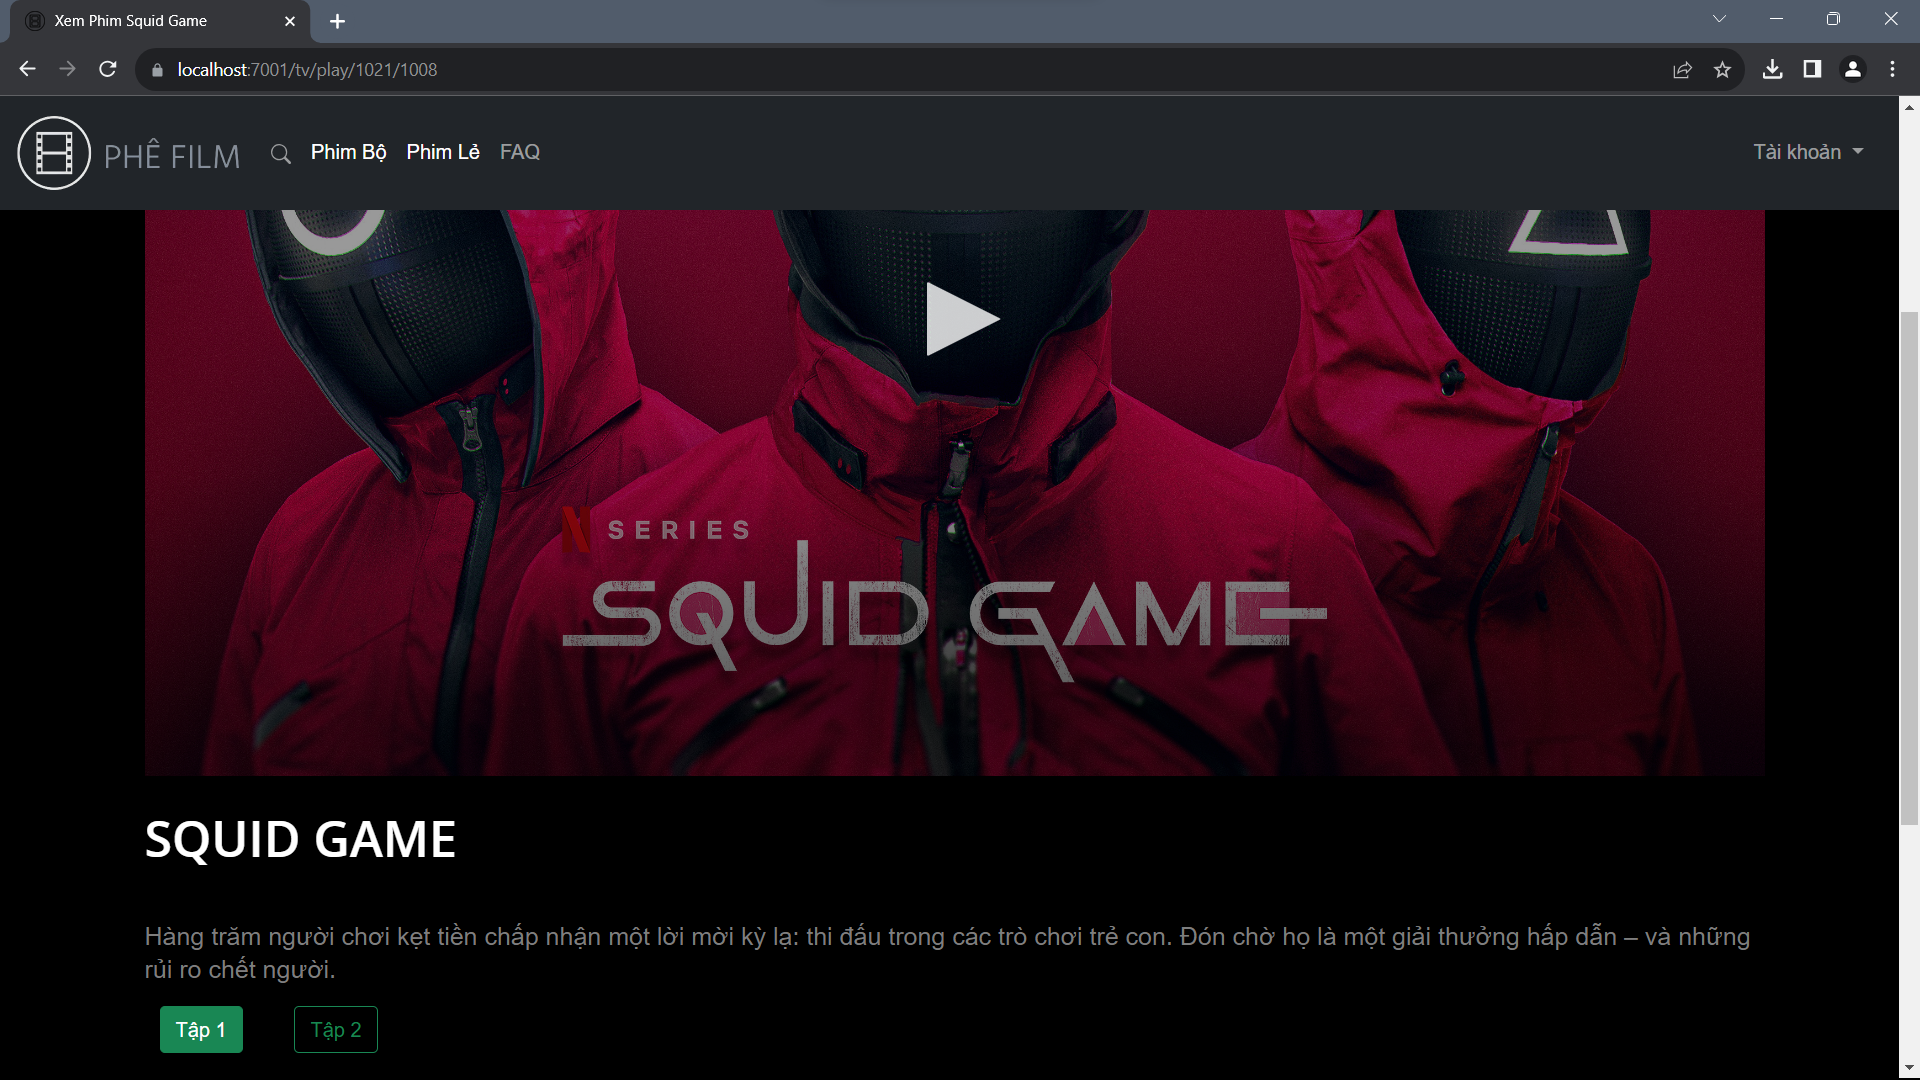 Xem Phim Squid Game
localhost:7001/tv/play/1021/1008
PHÊ FILM
Phim Bộ
Phim Lẻ
FAQ
Tài khoản
N SERIES
SQUID GAME
SQUID GAME
Hàng trăm người chơi kẹt tiền chấp nhận một lời mời kỳ lạ: thi đấu trong các trò chơi trẻ con. Đón chờ họ là một giải thưởng hấp dẫn – và những
rủi ro chết người.
Tập 1
Tập 2